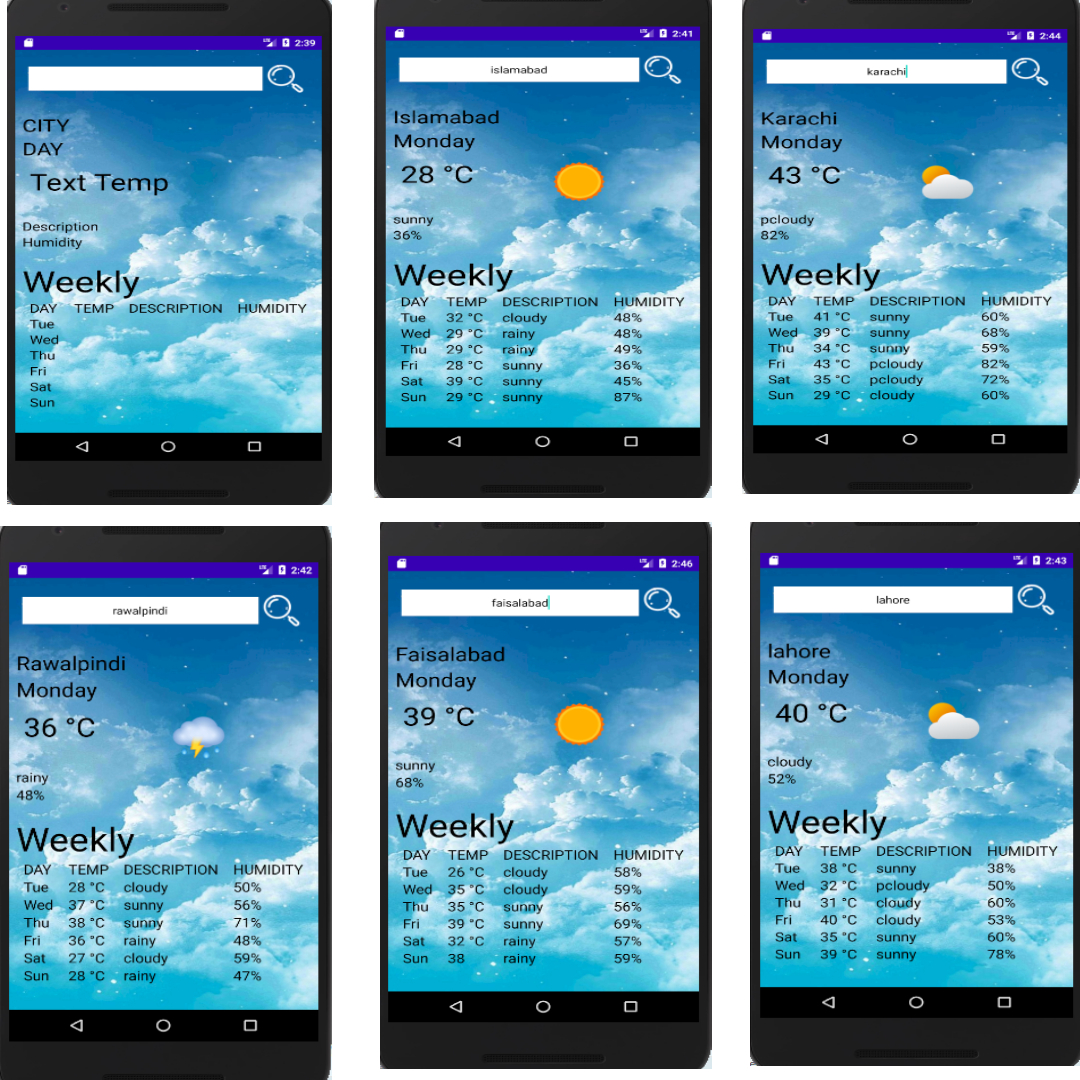 2:39
CITY
DAY
Text Temp
Description
Humidity
Weekly
DAY TEMP DESCRIPTION HUMIDITY
Tue
Wed
Thu
Fri
Sat
Sun
2:41
islamabad
Islamabad
Monday
28 °C
sunny
36%
Weekly
DAY TEMP DESCRIPTION HUMIDITY
Tue 32 °C cloudy 48%
Wed 29 °C rainy 48%
Thu 29 °C rainy 49%
Fri 28 °C sunny 36%
Sat 39 °C sunny 45%
Sun 29 °C sunny 87%
2:44
karachi
Karachi
Monday
43 °C
pcloudy
82%
Weekly
DAY TEMP DESCRIPTION HUMIDITY
Tue 41 °C sunny 60%
Wed 39 °C sunny 68%
Thu 34 °C sunny 59%
Fri 43 °C pcloudy 82%
Sat 35 °C pcloudy 72%
Sun 29 °C cloudy 60%
2:42
rawalpindi
Rawalpindi
Monday
36 °C
rainy
48%
Weekly
DAY TEMP DESCRIPTION HUMIDITY
Tue 28 °C cloudy 50%
Wed 37 °C sunny 56%
Thu 38 °C sunny 71%
Fri 36 °C rainy 48%
Sat 27 °C cloudy 59%
Sun 28 °C rainy 47%
2:46
faisalabad
Faisalabad
Monday
39 °C
sunny
68%
Weekly
DAY TEMP DESCRIPTION HUMIDITY
Tue 26 °C cloudy 58%
Wed 35 °C cloudy 59%
Thu 35 °C sunny 56%
Fri 39 °C sunny 69%
Sat 32 °C rainy 57%
Sun 38 rainy 59%
2:43
lahore
lahore
Monday
40 °C
cloudy
52%
Weekly
DAY TEMP DESCRIPTION HUMIDITY
Tue 38 °C sunny 38%
Wed 32 °C pcloudy 50%
Thu 31 °C cloudy 60%
Fri 40 °C cloudy 53%
Sat 35 °C sunny 60%
Sun 39 °C sunny 78%